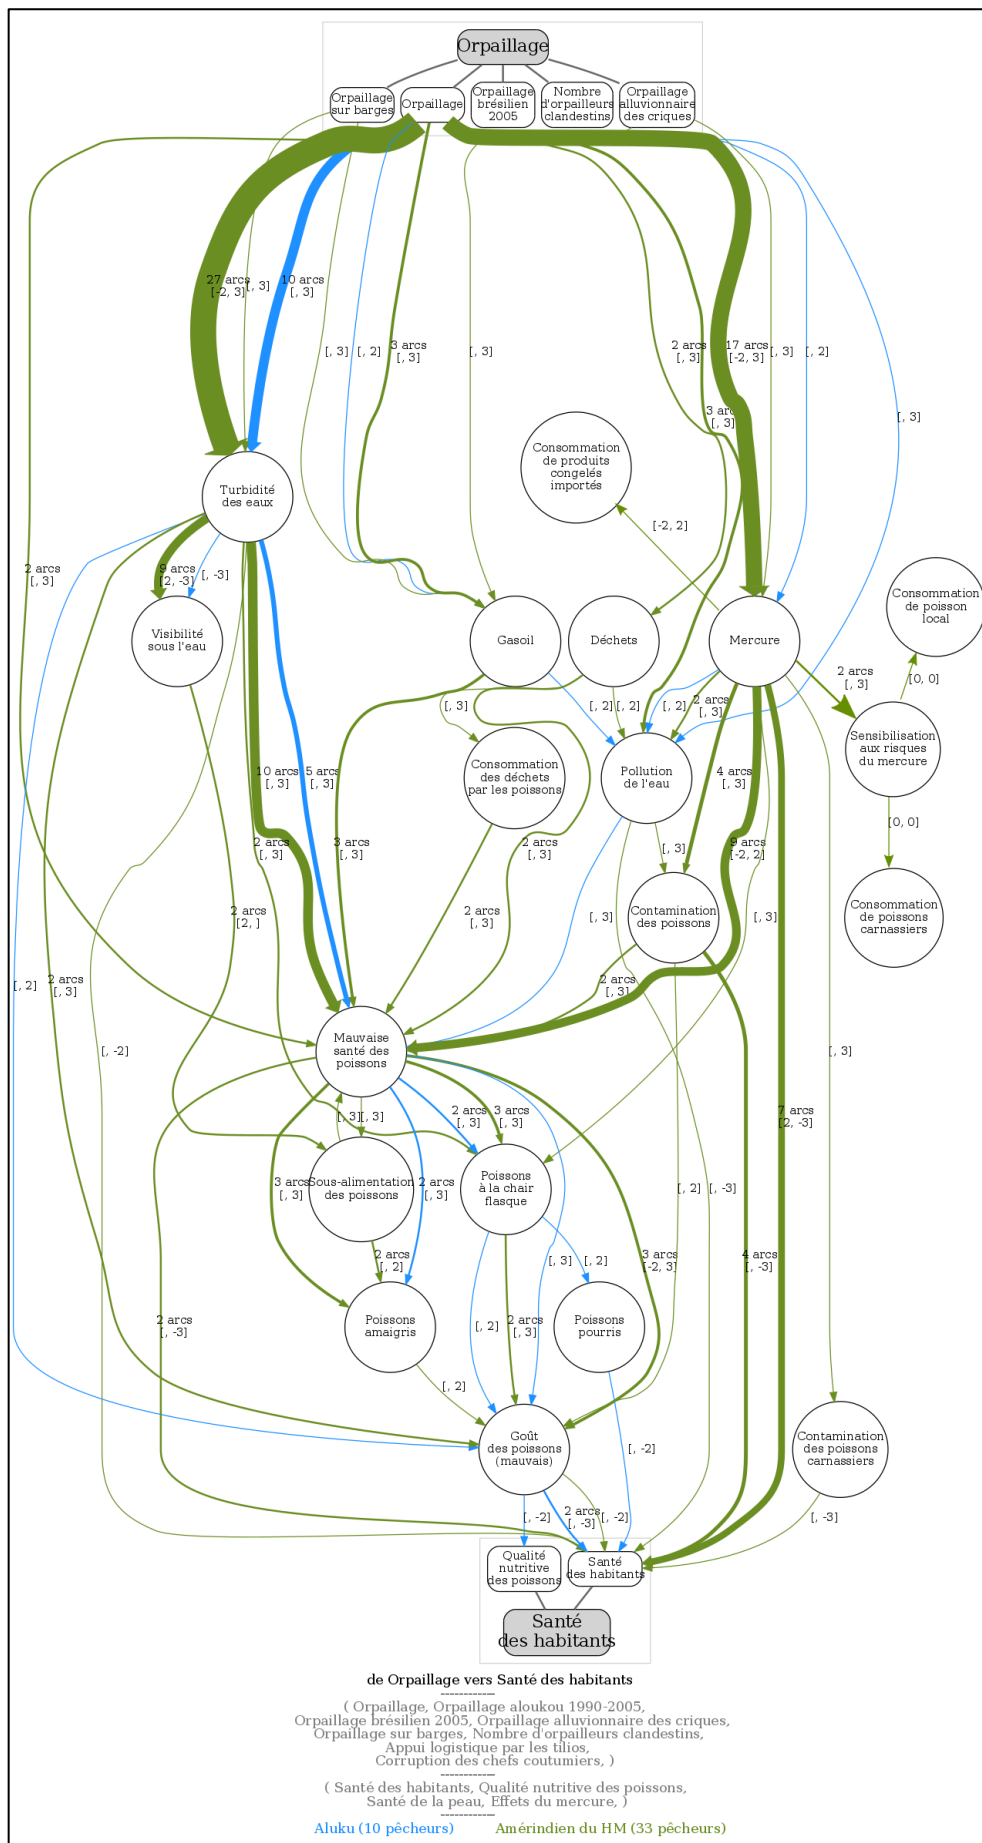 Orpaillage
Orpaillage
sur barges
Orpaillage
Orpaillage
brésilien
2005
Nombre
d'orpailleurs
clandestins
Orpaillage
alluvionnaire
des criques
27 arcs
[-2, 3]
[, 3]
10 arcs
[, 3]
[, 3]
[, 2]
3 arcs
[, 3]
[, 3]
2 arcs
[, 3]
17 arcs
[-2, 3]
[, 3]
[, 2]
3 arcs
[, 3]
[, 3]
Consommation
de produits
congelés
importés
Turbidité
des eaux
[-2, 2]
2 arcs
[, 3]
9 arcs
[2, -3]
[, -3]
Consommation
de poisson
local
Visibilité
sous l'eau
Gasoil
Déchets
Mercure
2 arcs
[, 3]
[0, 0]
[, 3]
[, 2]
[, 2]
[, 2]
2 arcs
[, 3]
Sensibilisation
aux risques
du mercure
10 arcs
[, 3]
5 arcs
[, 3]
Consommation
des déchets
par les poissons
Pollution
de l'eau
4 arcs
[, 3]
[0, 0]
2 arcs
[, 3]
3 arcs
[, 3]
2 arcs
[, 3]
[, 3]
9 arcs
[-2, 2]
2 arcs
[2, ]
2 arcs
[, 3]
[, 3]
Contamination
des poissons
[, 3]
Consommation
de poissons
carnassiers
[, 2]
2 arcs
[, 3]
[, -2]
2 arcs
[, 3]
Mauvaise
santé des
poissons
[, 3]
[, 3]
[, 3]
2 arcs
[, 3]
3 arcs
[, 3]
7 arcs
[2, -3]
3 arcs
[, 3]
Sous-alimentation
des poissons
2 arcs
[, 3]
Poissons
à la chair
flasque
[, 2]
[, -3]
2 arcs
[, 2]
[, 3]
[, 2]
3 arcs
[-2, 3]
4 arcs
[, -3]
2 arcs
[, -3]
Poissons
amaigris
[, 2]
2 arcs
[, 3]
Poissons
pourris
[, 2]
Goût
des poissons
(mauvais)
[, -2]
Contamination
des poissons
carnassiers
[, -2]
2 arcs
[, -3]
[, -2]
[, -3]
Qualité
nutritive
des poissons
Santé
des habitants
Santé
des habitants
de Orpaillage vers Santé des habitants
------------
( Orpaillage, Orpaillage aloukou 1990-2005,
Orpaillage brésilien 2005, Orpaillage alluvionnaire des criques,
Orpaillage sur barges, Nombre d'orpailleurs clandestins,
Appui logistique par les tilios,
Corruption des chefs coutumiers, )
------------
( Santé des habitants, Qualité nutritive des poissons,
Santé de la peau, Effets du mercure, )
------------
Aluku (10 pêcheurs) Amérindien du HM (33 pêcheurs)